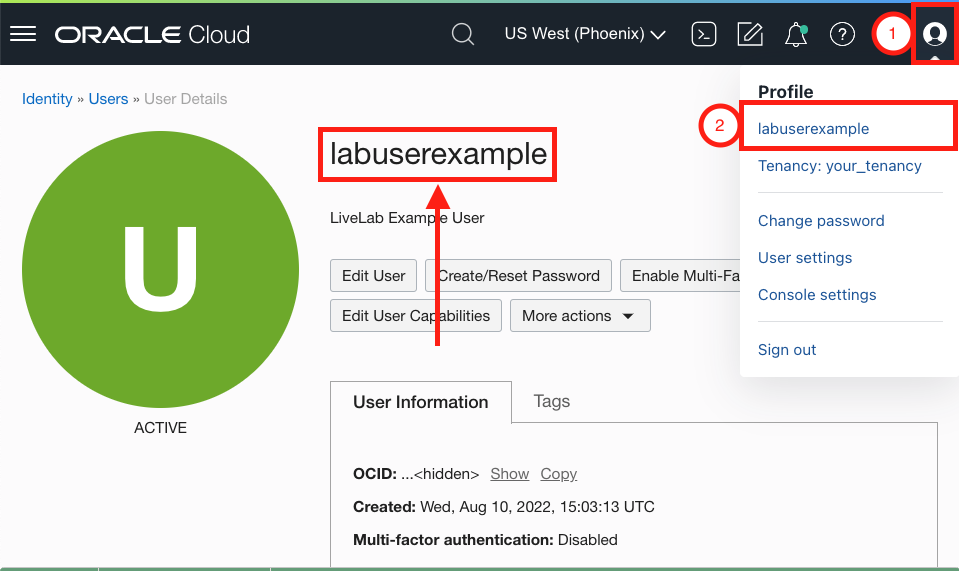 ORACLE Cloud
US West (Phoenix)
1
Identity » Users » User Details
Profile
2
labuserexample
Tenancy: your_tenancy
Change password
User settings
Console settings
Sign out
U
ACTIVE
labuserexample
LiveLab Example User
Edit User Create/Reset Password Enable Multi-Fa
Edit User Capabilities More actions
User Information Tags
OCID: ...<hidden> Show Copy
Created: Wed, Aug 10, 2022, 15:03:13 UTC
Multi-factor authentication: Disabled